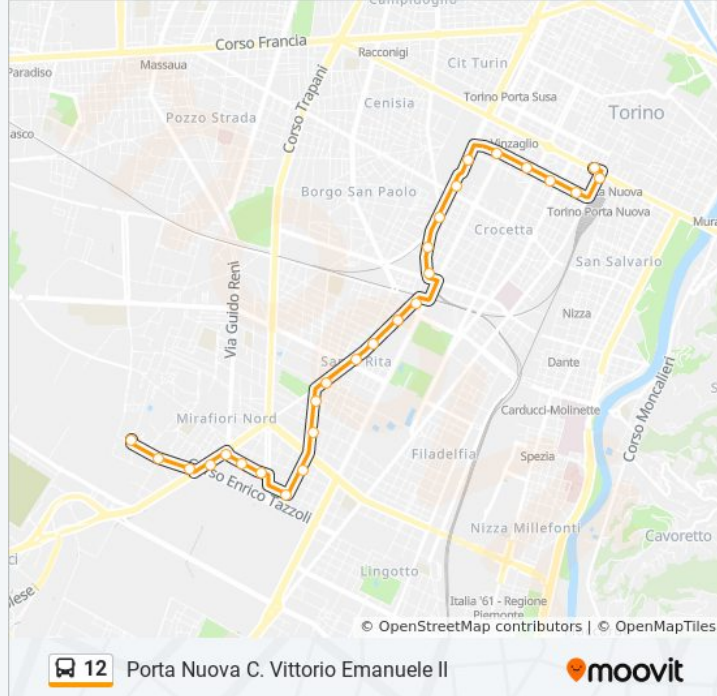 Campidoglio
Corso Francia
Racconigi
Paradiso
Massaua
Cit Turin
Cenisia
Torino Porta Susa
Torino
Pozzo Strada
Corso Trapani
asco
Vinzaglio
Borgo San Paolo
a Nuova
Torino Porta Nuova
Mura
Crocetta
San Salvario
Via Guido Reni
Nizza
Santa Rita
Dante
Corso Moncalieri
Carducci-Molinette
Mirafiori Nord
Filadelfia
Spezia
Corso Enrico Tazzoli
Nizza Millefonti
Cavoretto
ci
Lingotto
lese
Italia '61 - Regione
Piemonte
© OpenStreetMap contributors | © OpenMapTiles
12 Porta Nuova C. Vittorio Emanuele II
moovit